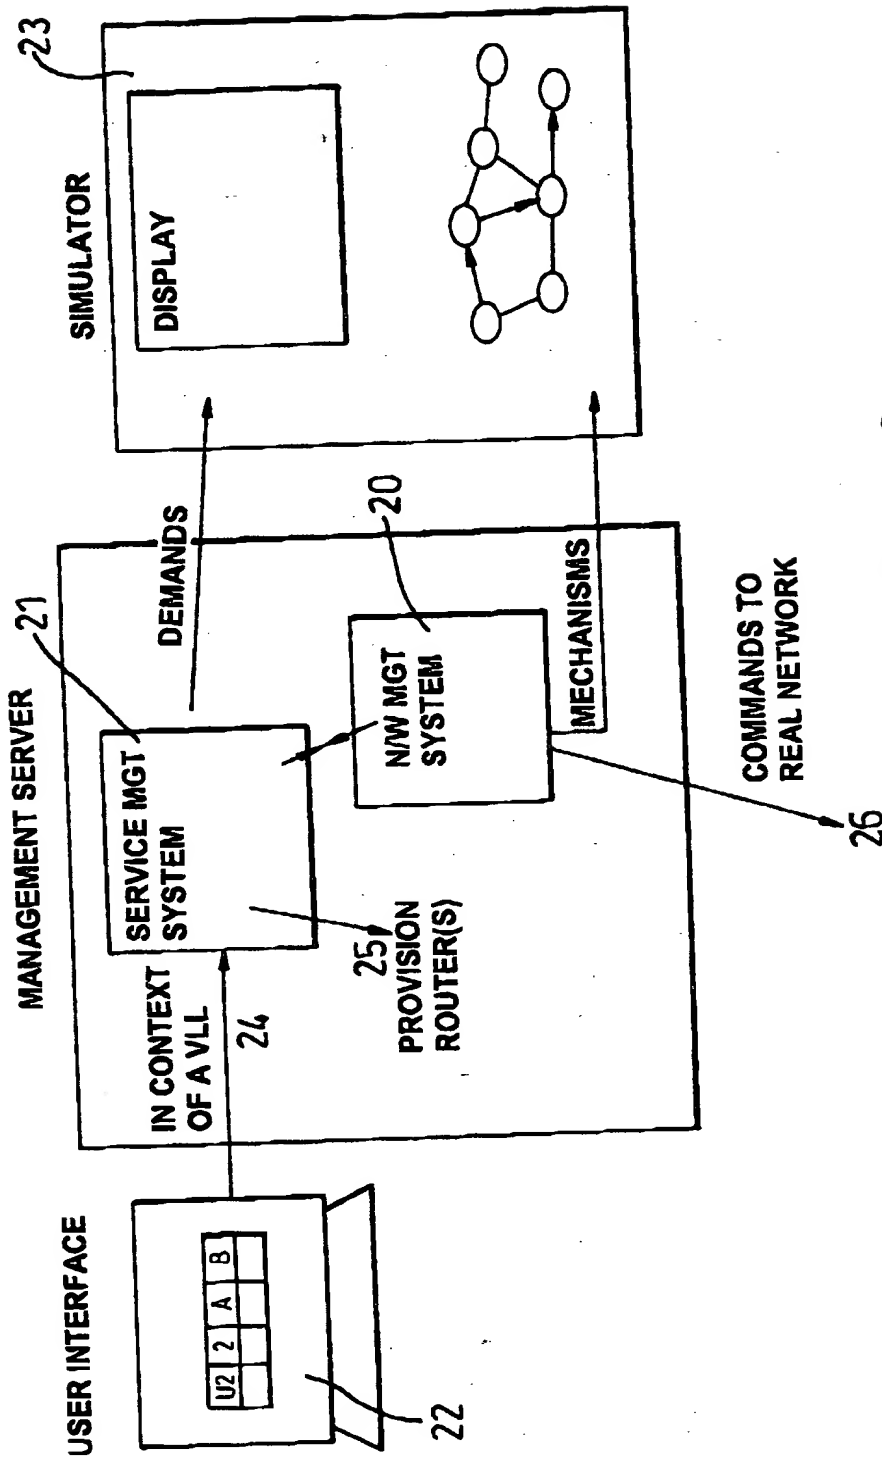 USER INTERFACE
U2 2 A B
22
MANAGEMENT SERVER
IN CONTEXT
OF A VLL
24
SERVICE MGT
SYSTEM
21
25
PROVISION
ROUTER(S)
N/W MGT
SYSTEM
20
DEMANDS
MECHANISMS
COMMANDS TO
REAL NETWORK
26
SIMULATOR
23
DISPLAY